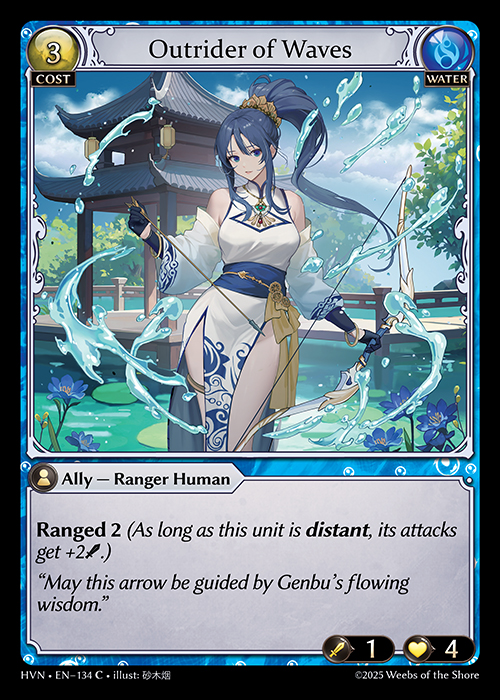 3
COST
Outrider of Waves
WATER
Ally — Ranger Human
Ranged 2 (As long as this unit is distant, its attacks
get +2.)
“May this arrow be guided by Genbu’s flowing
wisdom.”
1
4
HVN • EN–134 C • illust: 砂木烟
©2025 Weebs of the Shore